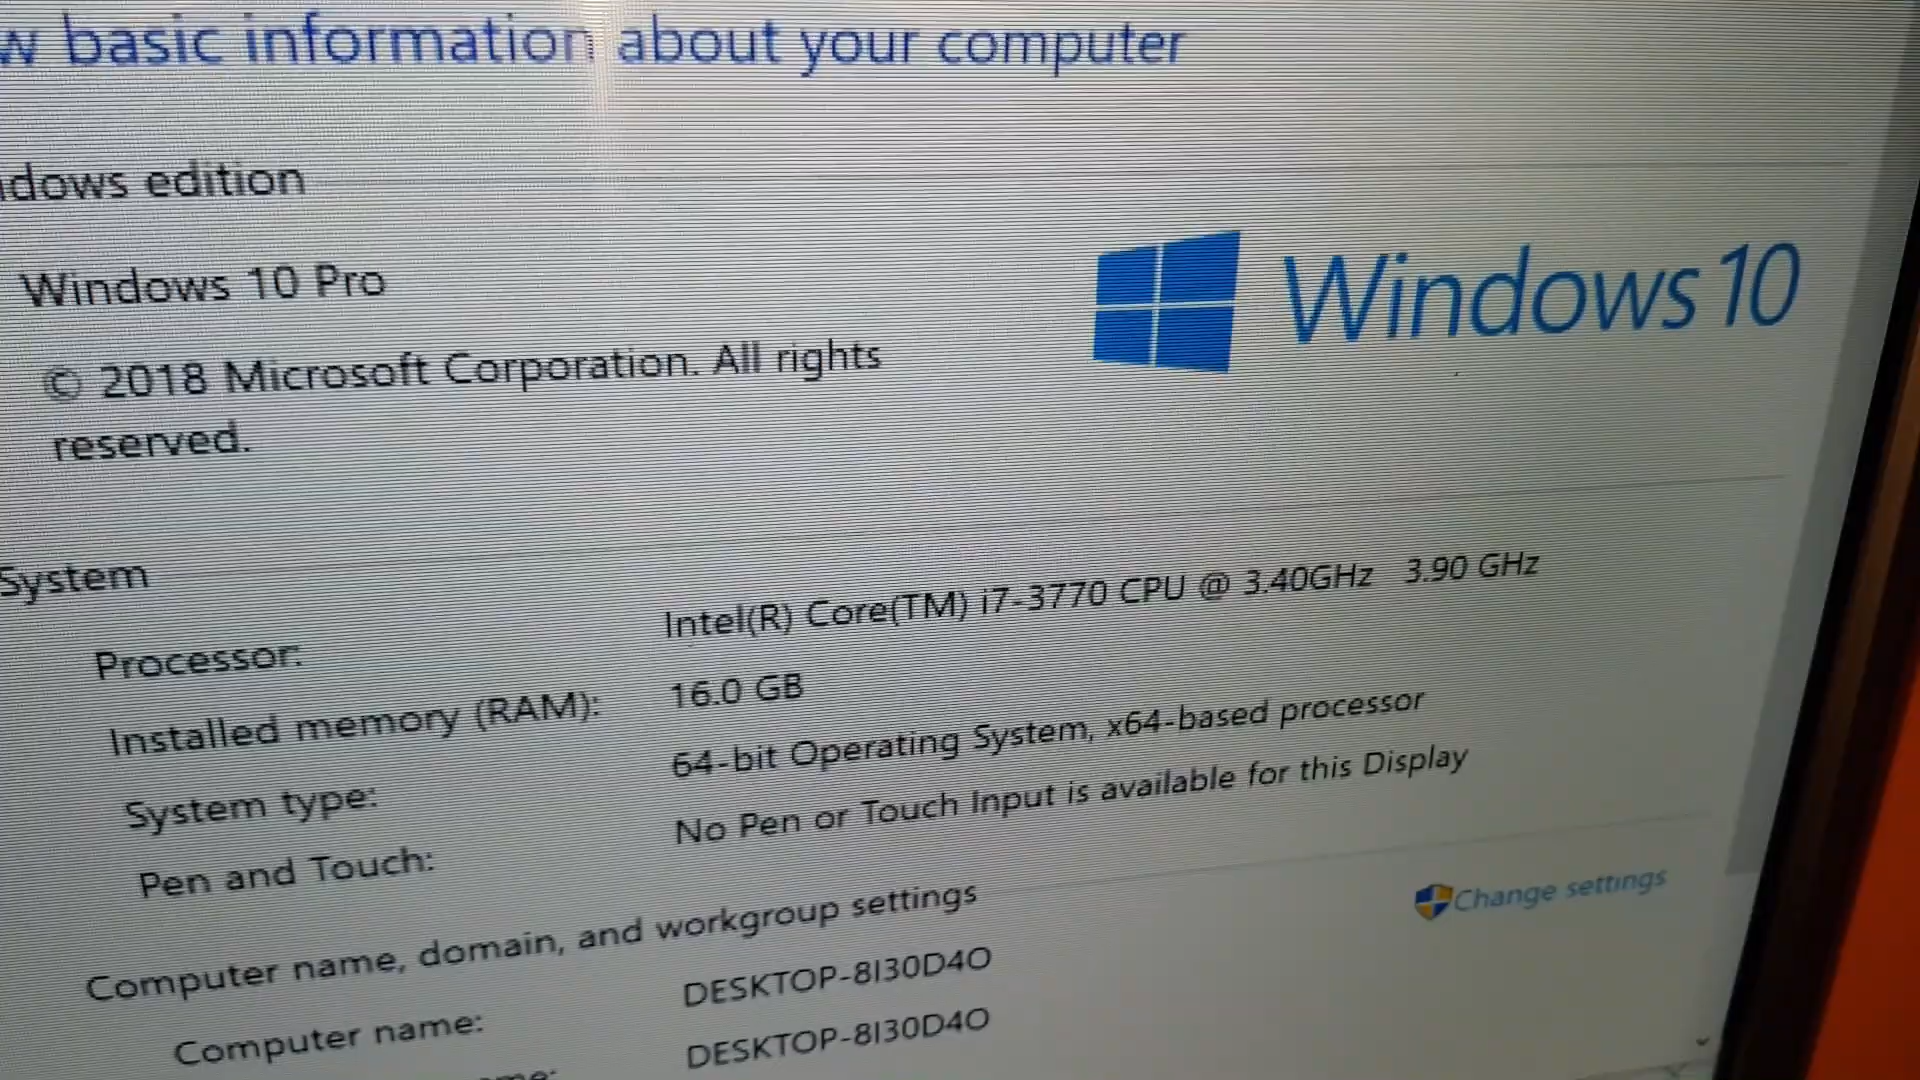 w basic information about your computer
ndows edition
Windows 10 Pro
© 2018 Microsoft Corporation. All rights
reserved.
Windows 10
System
Processor: Intel(R) Core(TM) i7-3770 CPU @ 3.40GHz 3.90 GHz
Installed memory (RAM): 16.0 GB
System type: 64-bit Operating System, x64-based processor
Pen and Touch: No Pen or Touch Input is available for this Display
Computer name, domain, and workgroup settings
Computer name: DESKTOP-8I30D4O
Change settings
DESKTOP-8I30D4O